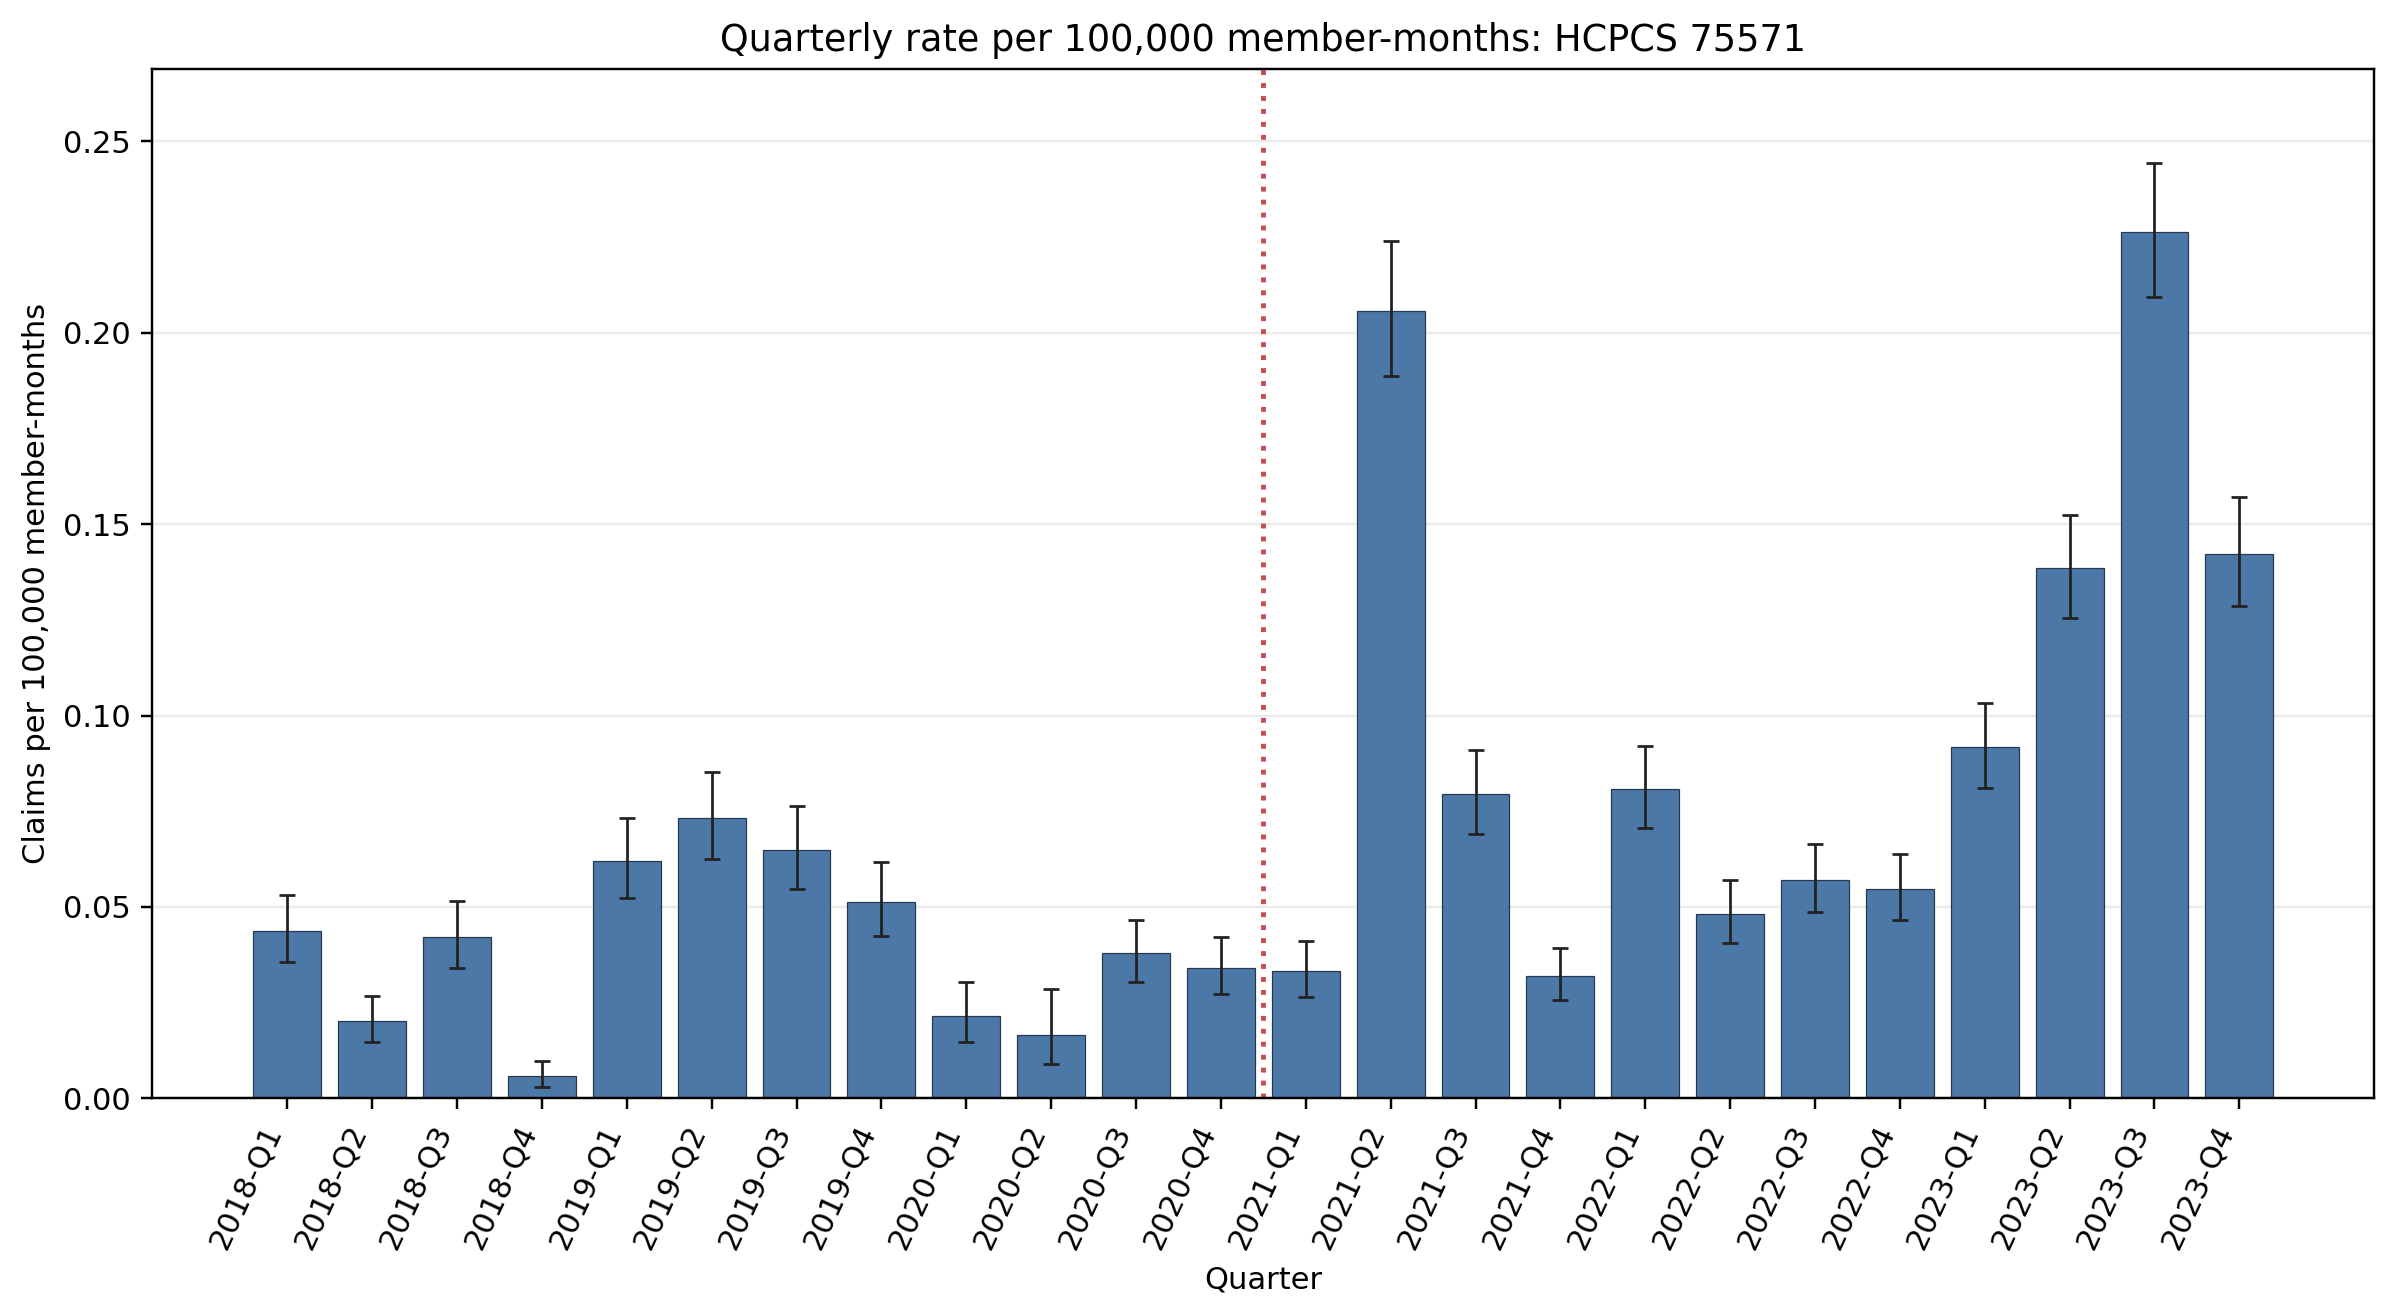 Quarterly rate per 100,000 member-months: HCPCS 75571
Claims per 100,000 member-months
0.25
0.20
0.15
0.10
0.05
0.00
2018-Q1
2018-Q2
2018-Q3
2018-Q4
2019-Q1
2019-Q2
2019-Q3
2019-Q4
2020-Q1
2020-Q2
2020-Q3
2020-Q4
2021-Q1
2021-Q2
2021-Q3
2021-Q4
2022-Q1
2022-Q2
2022-Q3
2022-Q4
2023-Q1
2023-Q2
2023-Q3
2023-Q4
Quarter